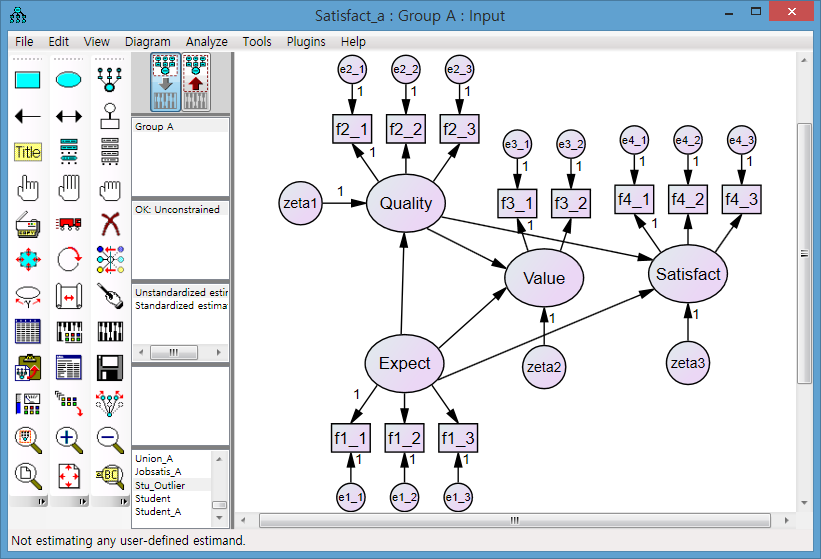 Satisfact_a : Group A : Input
File Edit View Diagram Analyze Tools Plugins Help
Title
Group A
OK: Unconstrained
Unstandardized estir
Standardized estima
Union_A
Jobsatis_A
Stu_Outlier
Student
Student_A
e2_1 e2_2 e2_3
1 1 1
f2_1 f2_2 f2_3
1
zeta1 1 Quality
e3_1 e3_2
1 1
f3_1 f3_2
1
Value
1
zeta2
e4_1 e4_2 e4_3
1 1 1
f4_1 f4_2 f4_3
1
Satisfact
1
zeta3
Expect
1
f1_1 f1_2 f1_3
1 1 1
e1_1 e1_2 e1_3
Not estimating any user-defined estimand.